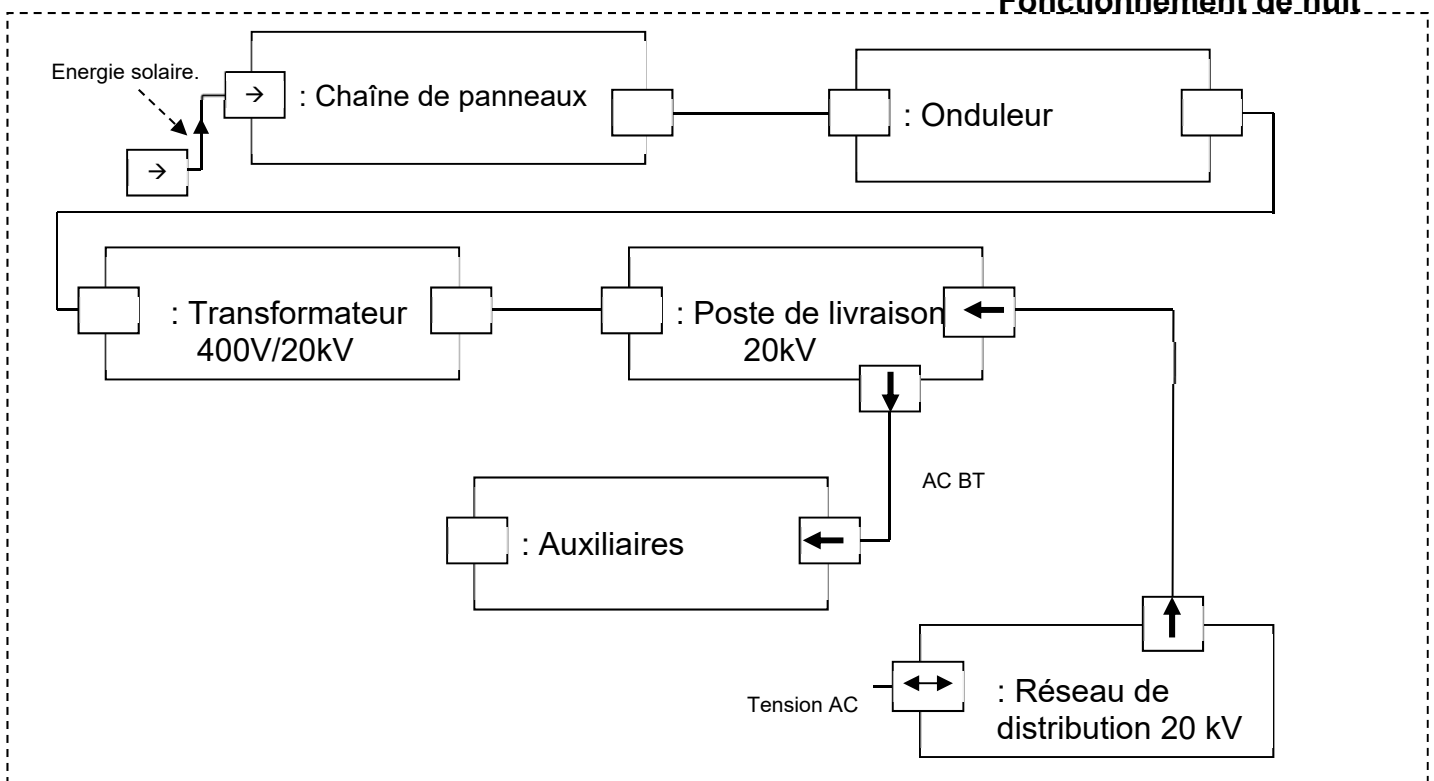 Fonctionnement de nuit
Energie solaire.
: Chaîne de panneaux
: Onduleur
: Transformateur
400V/20kV
: Poste de livraison
20kV
AC BT
: Auxiliaires
Tension AC
: Réseau de
distribution 20 kV